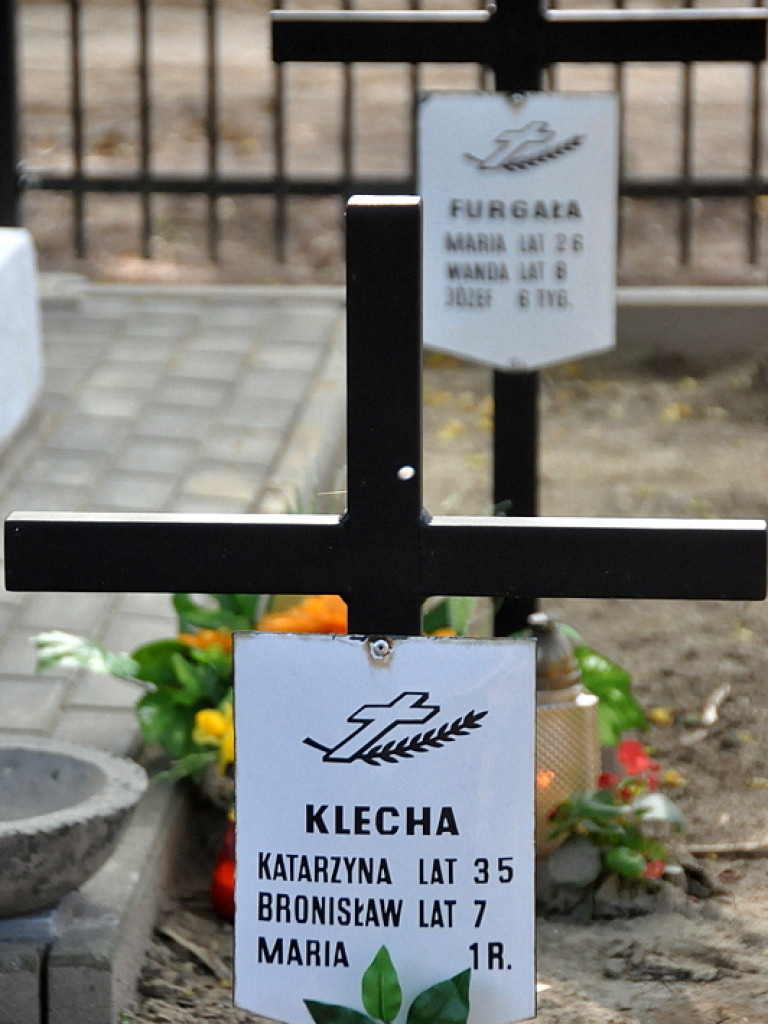 FURGAŁA
MARIA LAT 26
WANDA LAT 8
JÓZEF 6 TYG.
KLECHA
KATARZYNA LAT 35
BRONISŁAW LAT 7
MARIA 1R.